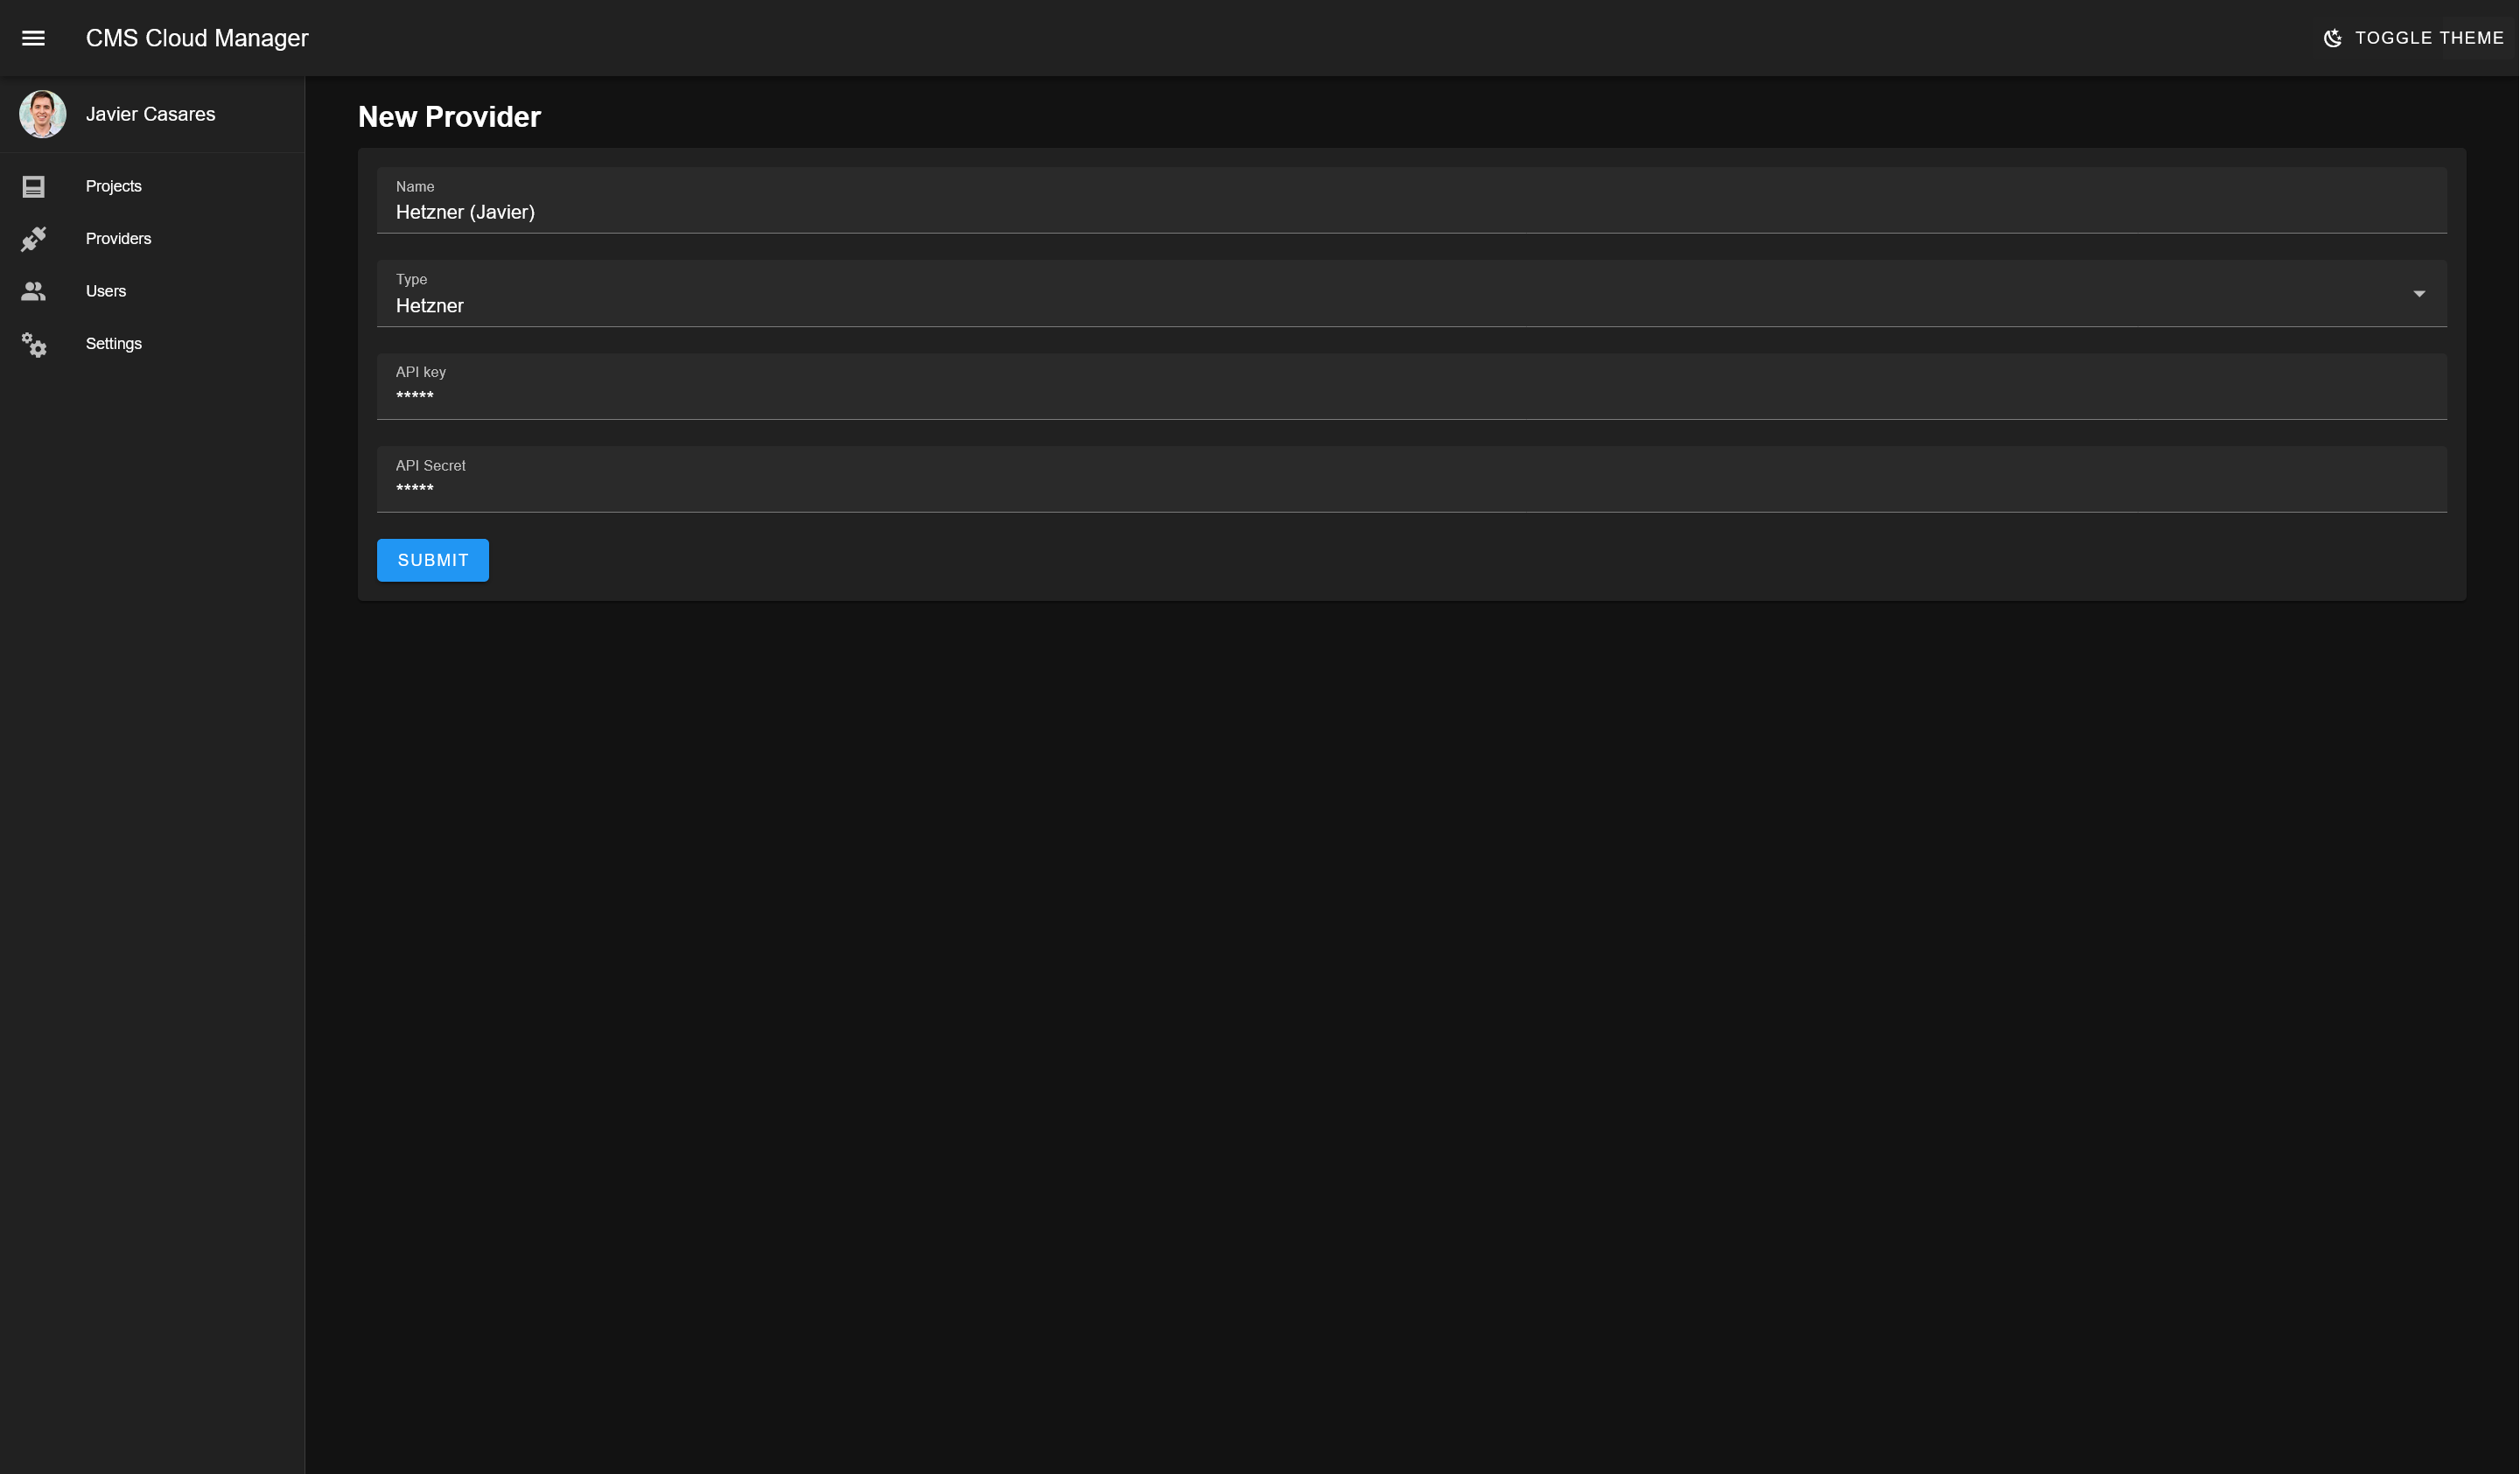 CMS Cloud Manager
TOGGLE THEME
Javier Casares
Projects
Providers
Users
Settings
New Provider
Name
Hetzner (Javier)
Type
Hetzner
API key
*****
API Secret
*****
SUBMIT